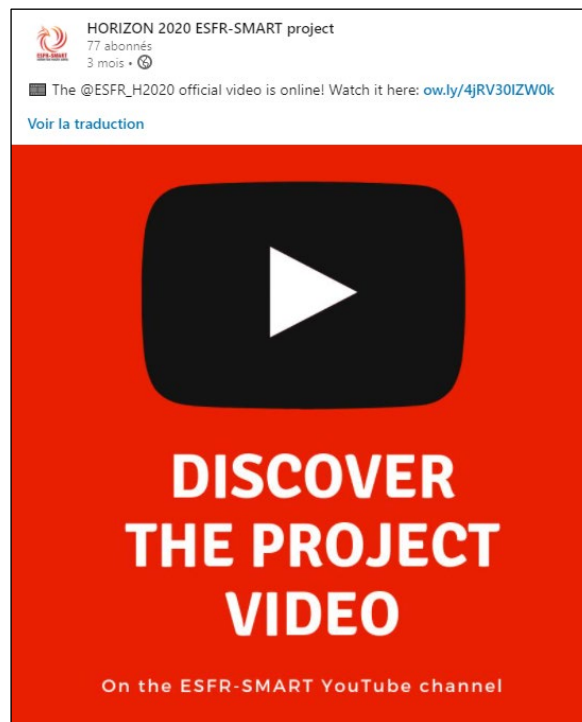 HORIZON 2020 ESFR-SMART project
77 abonnés
3 mois •
The @ESFR_H2020 official video is online! Watch it here: ow.ly/4jRV30IZW0k
Voir la traduction
DISCOVER
THE PROJECT
VIDEO
On the ESFR-SMART YouTube channel